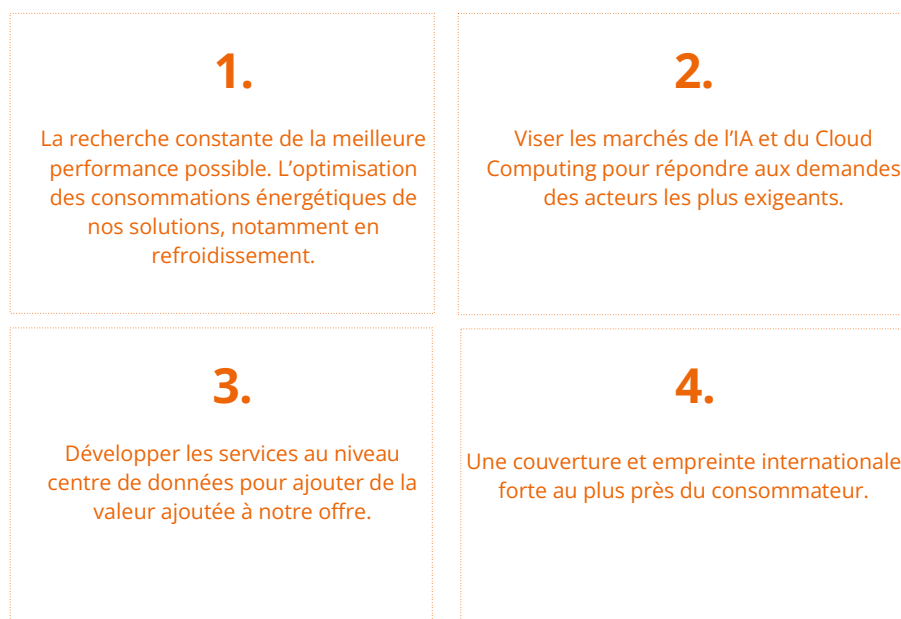 1.
La recherche constante de la meilleure
performance possible. L’optimisation
des consommations énergétiques de
nos solutions, notamment en
refroidissement.
2.
Viser les marchés de l’IA et du Cloud
Computing pour répondre aux demandes
des acteurs les plus exigeants.
3.
Développer les services au niveau
centre de données pour ajouter de la
valeur ajoutée à notre offre.
4.
Une couverture et empreinte internationale
forte au plus près du consommateur.